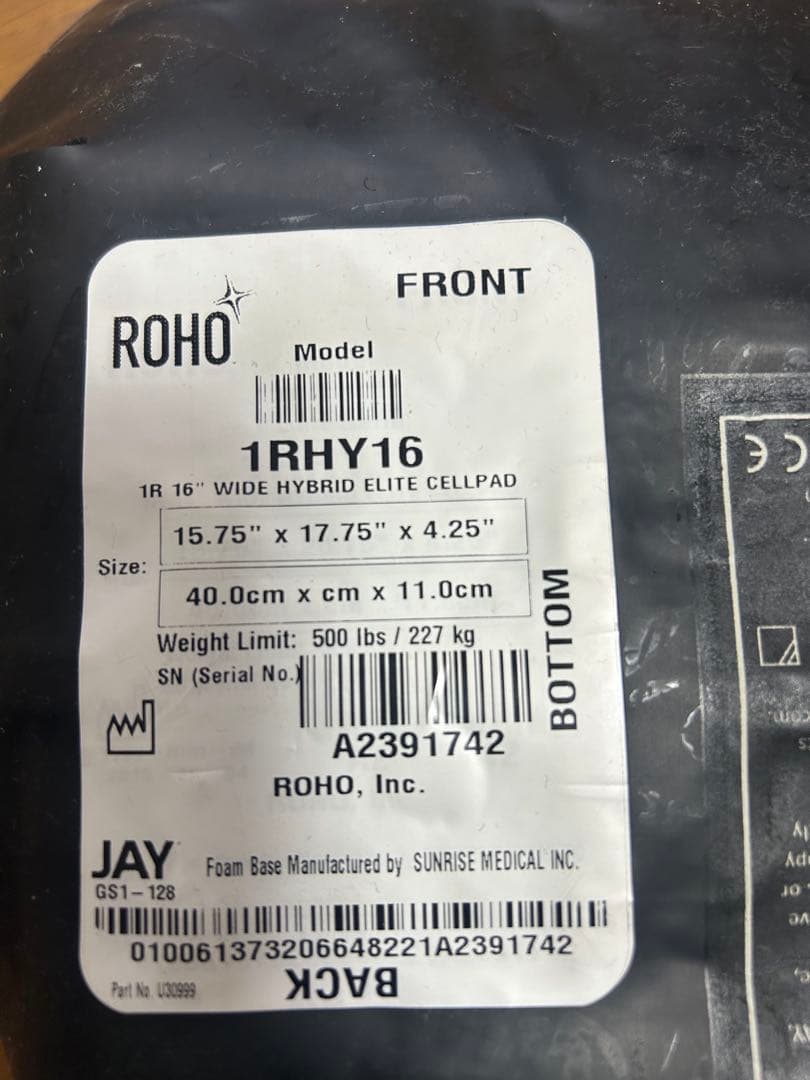 FRONT
ROHO
Model
1RHY16
1R 16" WIDE HYBRID ELITE CELLPAD
Size:
15.75" x 17.75" x 4.25"
40.0cm x cm x 11.0cm
Weight Limit: 500 lbs / 227 kg
SN (Serial No.)
A2391742
BOTTOM
ROHO, Inc.
JAY
Foam Base Manufactured by SUNRISE MEDICAL INC.
GS1-128
010061373206648221A2391742
BACK
Part No. U30999
CE